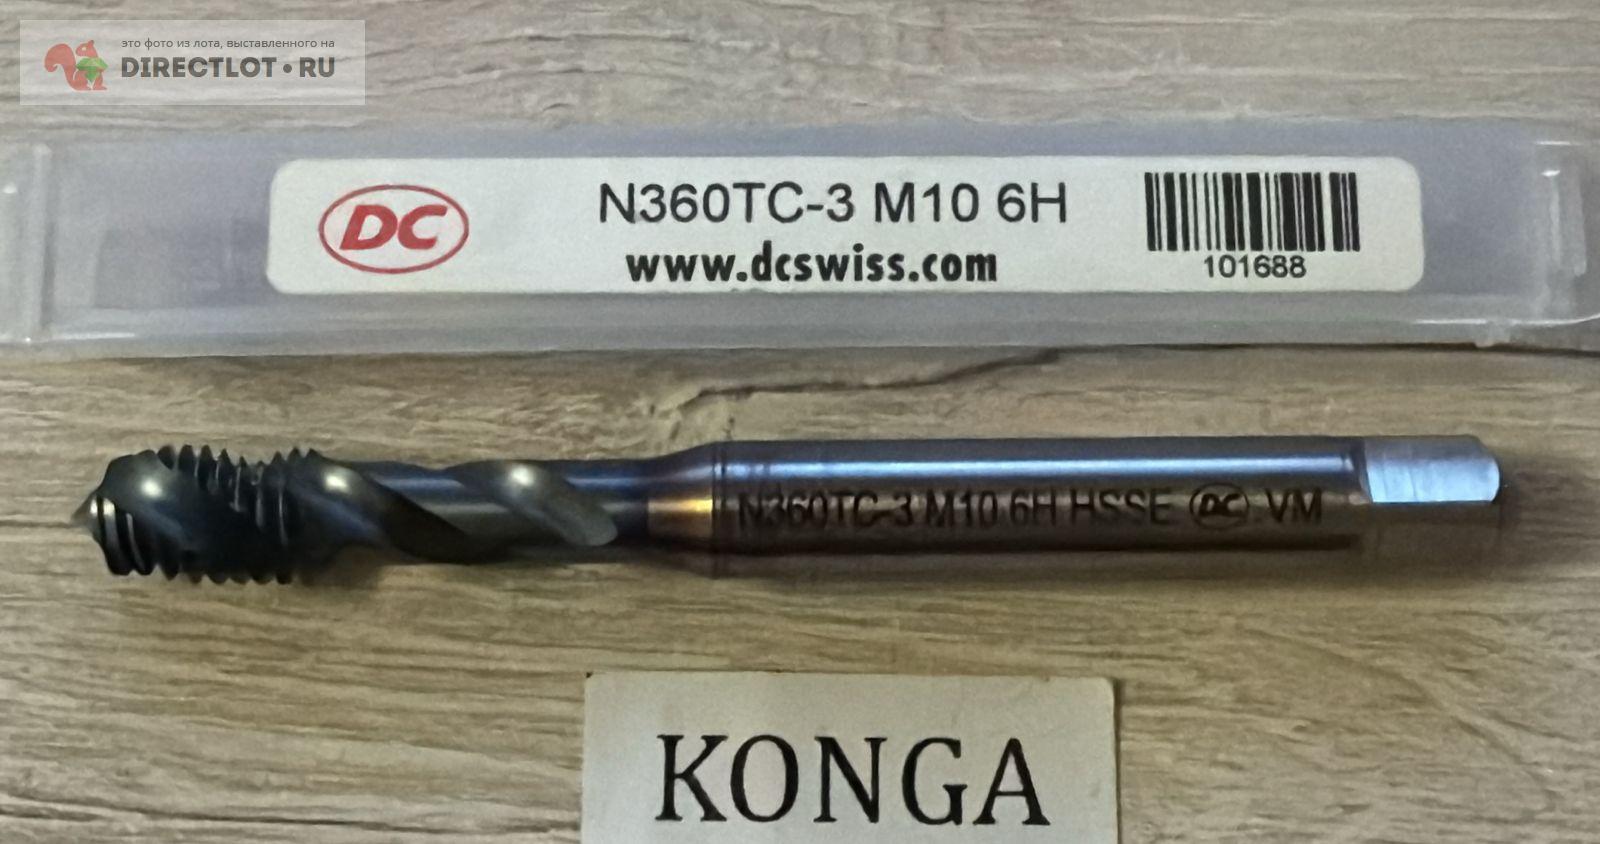 это фото из лота, выставленного на
DIRECTLOT•RU
DC
N360TC-3 M10 6H
www.dcswiss.com
101688
N360TC-3 M10 6H HSSE DC VM
KONGA